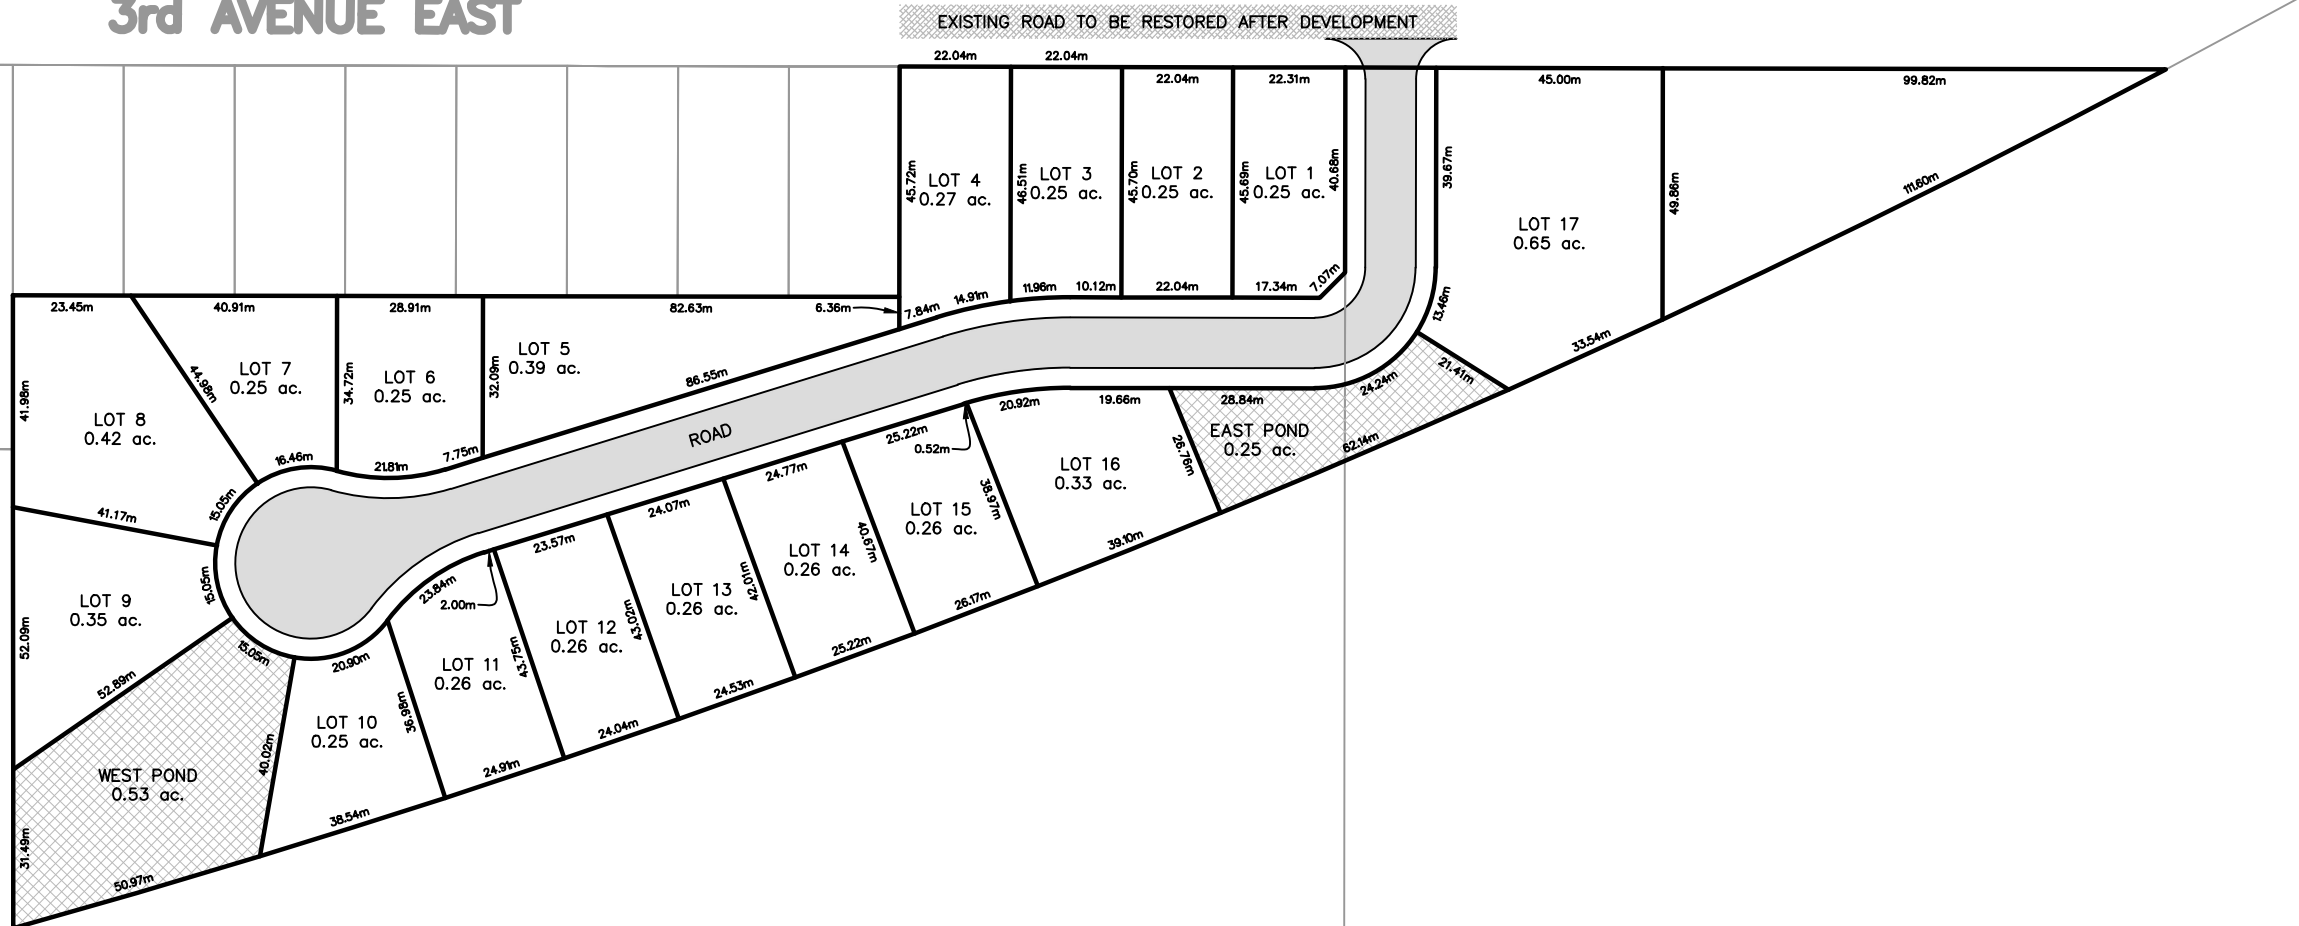 3rd AVENUE EAST
EXISTING ROAD TO BE RESTORED AFTER DEVELOPMENT
22.04m
22.04m
22.04m
22.31m
45.00m
99.82m
45.72m
LOT 4
0.27 ac.
46.51m
LOT 3
0.25 ac.
45.70m
LOT 2
0.25 ac.
45.69m
LOT 1
0.25 ac.
40.68m
39.67m
49.86m
111.60m
LOT 17
0.65 ac.
23.45m
40.91m
28.91m
82.63m
6.36m
7.84m
14.91m
11.96m
10.12m
22.04m
17.34m
7.07m
13.46m
33.54m
21.41m
41.98m
LOT 8
0.42 ac.
44.98m
LOT 7
0.25 ac.
34.72m
LOT 6
0.25 ac.
32.09m
LOT 5
0.39 ac.
86.55m
ROAD
16.46m
21.81m
7.75m
15.05m
41.17m
25.22m
0.52m
20.92m
19.66m
28.84m
24.24m
EAST POND
0.25 ac.
62.14m
26.76m
LOT 16
0.33 ac.
38.97m
39.10m
24.77m
LOT 15
0.26 ac.
40.67m
26.17m
24.07m
LOT 14
0.26 ac.
42.01m
25.22m
23.57m
LOT 13
0.26 ac.
43.02m
24.53m
23.84m
2.00m
LOT 12
0.26 ac.
43.75m
24.04m
LOT 11
0.26 ac.
36.98m
24.91m
15.05m
LOT 9
0.35 ac.
52.09m
52.89m
15.05m
20.90m
LOT 10
0.25 ac.
40.02m
38.54m
WEST POND
0.53 ac.
31.49m
50.97m